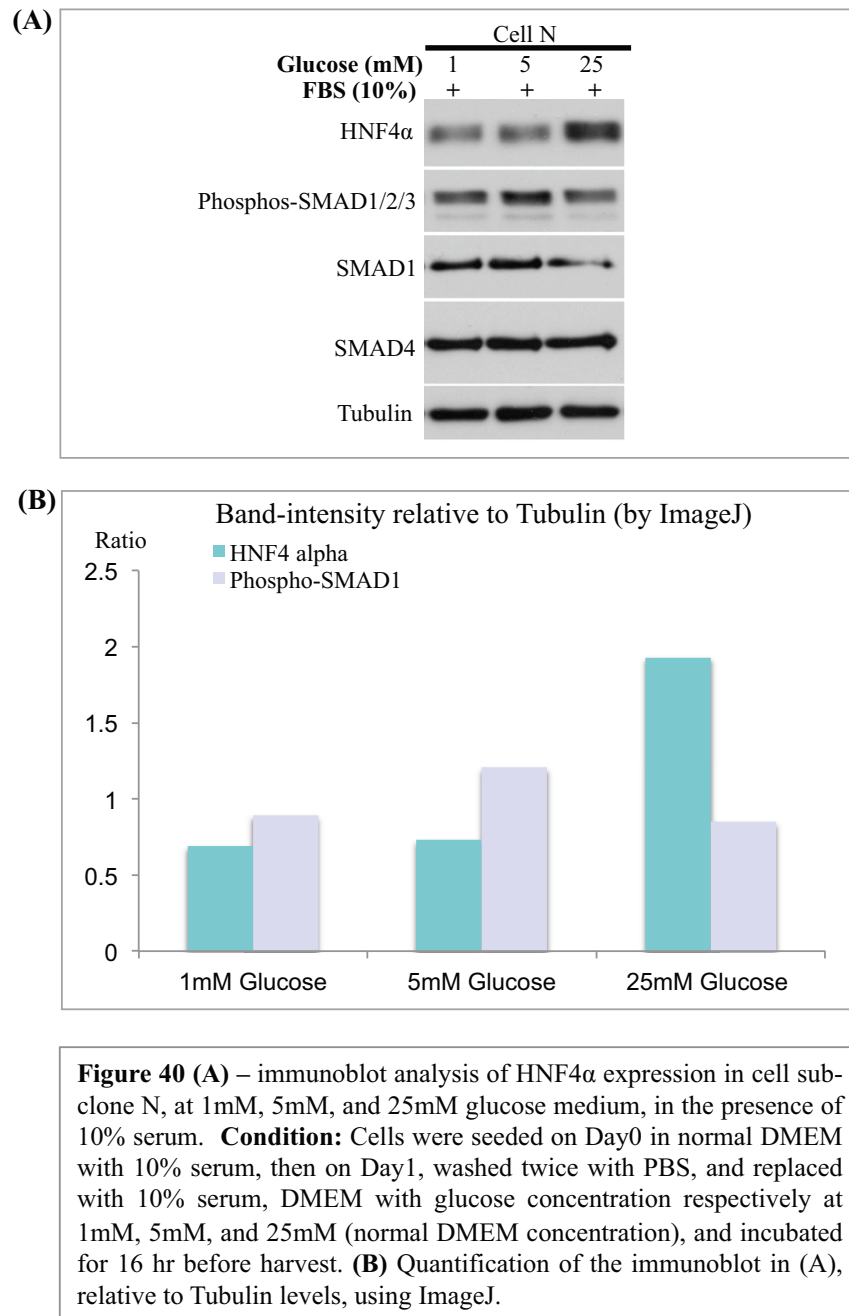 (A)
Cell N
Glucose (mM) 1 5 25
FBS (10%) + + +
HNF4α
Phosphos-SMAD1/2/3
SMAD1
SMAD4
Tubulin
(B)
Band-intensity relative to Tubulin (by ImageJ)
Ratio
HNF4 alpha
Phospho-SMAD1
2.5
2
1.5
1
0.5
0
1mM Glucose 5mM Glucose 25mM Glucose
Figure 40 (A) – immunoblot analysis of HNF4α expression in cell sub-
clone N, at 1mM, 5mM, and 25mM glucose medium, in the presence of
10% serum. Condition: Cells were seeded on Day0 in normal DMEM
with 10% serum, then on Day1, washed twice with PBS, and replaced
with 10% serum, DMEM with glucose concentration respectively at
1mM, 5mM, and 25mM (normal DMEM concentration), and incubated
for 16 hr before harvest. (B) Quantification of the immunoblot in (A),
relative to Tubulin levels, using ImageJ.